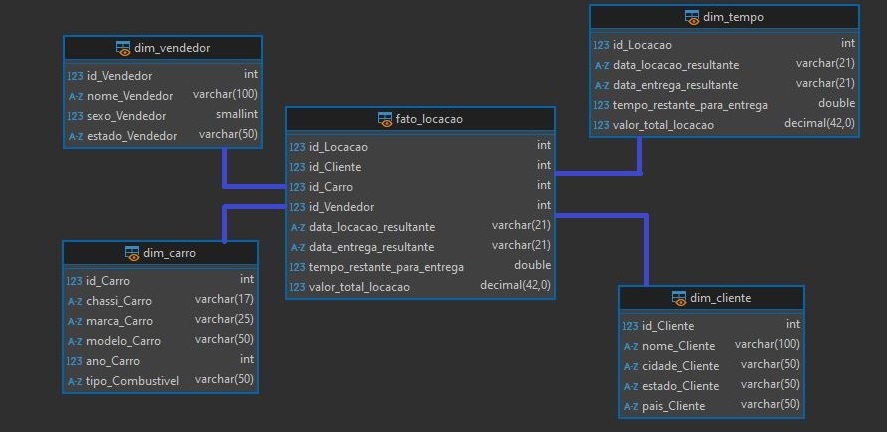 dim_vendedor
123 id_Vendedor int
A-Z nome_Vendedor varchar(100)
123 sexo_Vendedor smallint
A-Z estado_Vendedor varchar(50)
dim_tempo
123 id_Locacao int
A-Z data_locacao_resultante varchar(21)
A-Z data_entrega_resultante varchar(21)
123 tempo_restante_para_entrega double
123 valor_total_locacao decimal(42,0)
fato_locacao
123 id_Locacao int
123 id_Cliente int
123 id_Carro int
123 id_Vendedor int
A-Z data_locacao_resultante varchar(21)
A-Z data_entrega_resultante varchar(21)
123 tempo_restante_para_entrega double
123 valor_total_locacao decimal(42,0)
dim_carro
123 id_Carro int
A-Z chassi_Carro varchar(17)
A-Z marca_Carro varchar(25)
A-Z modelo_Carro varchar(50)
123 ano_Carro int
A-Z tipo_Combustivel varchar(50)
dim_cliente
123 id_Cliente int
A-Z nome_Cliente varchar(100)
A-Z cidade_Cliente varchar(50)
A-Z estado_Cliente varchar(50)
A-Z pais_Cliente varchar(50)